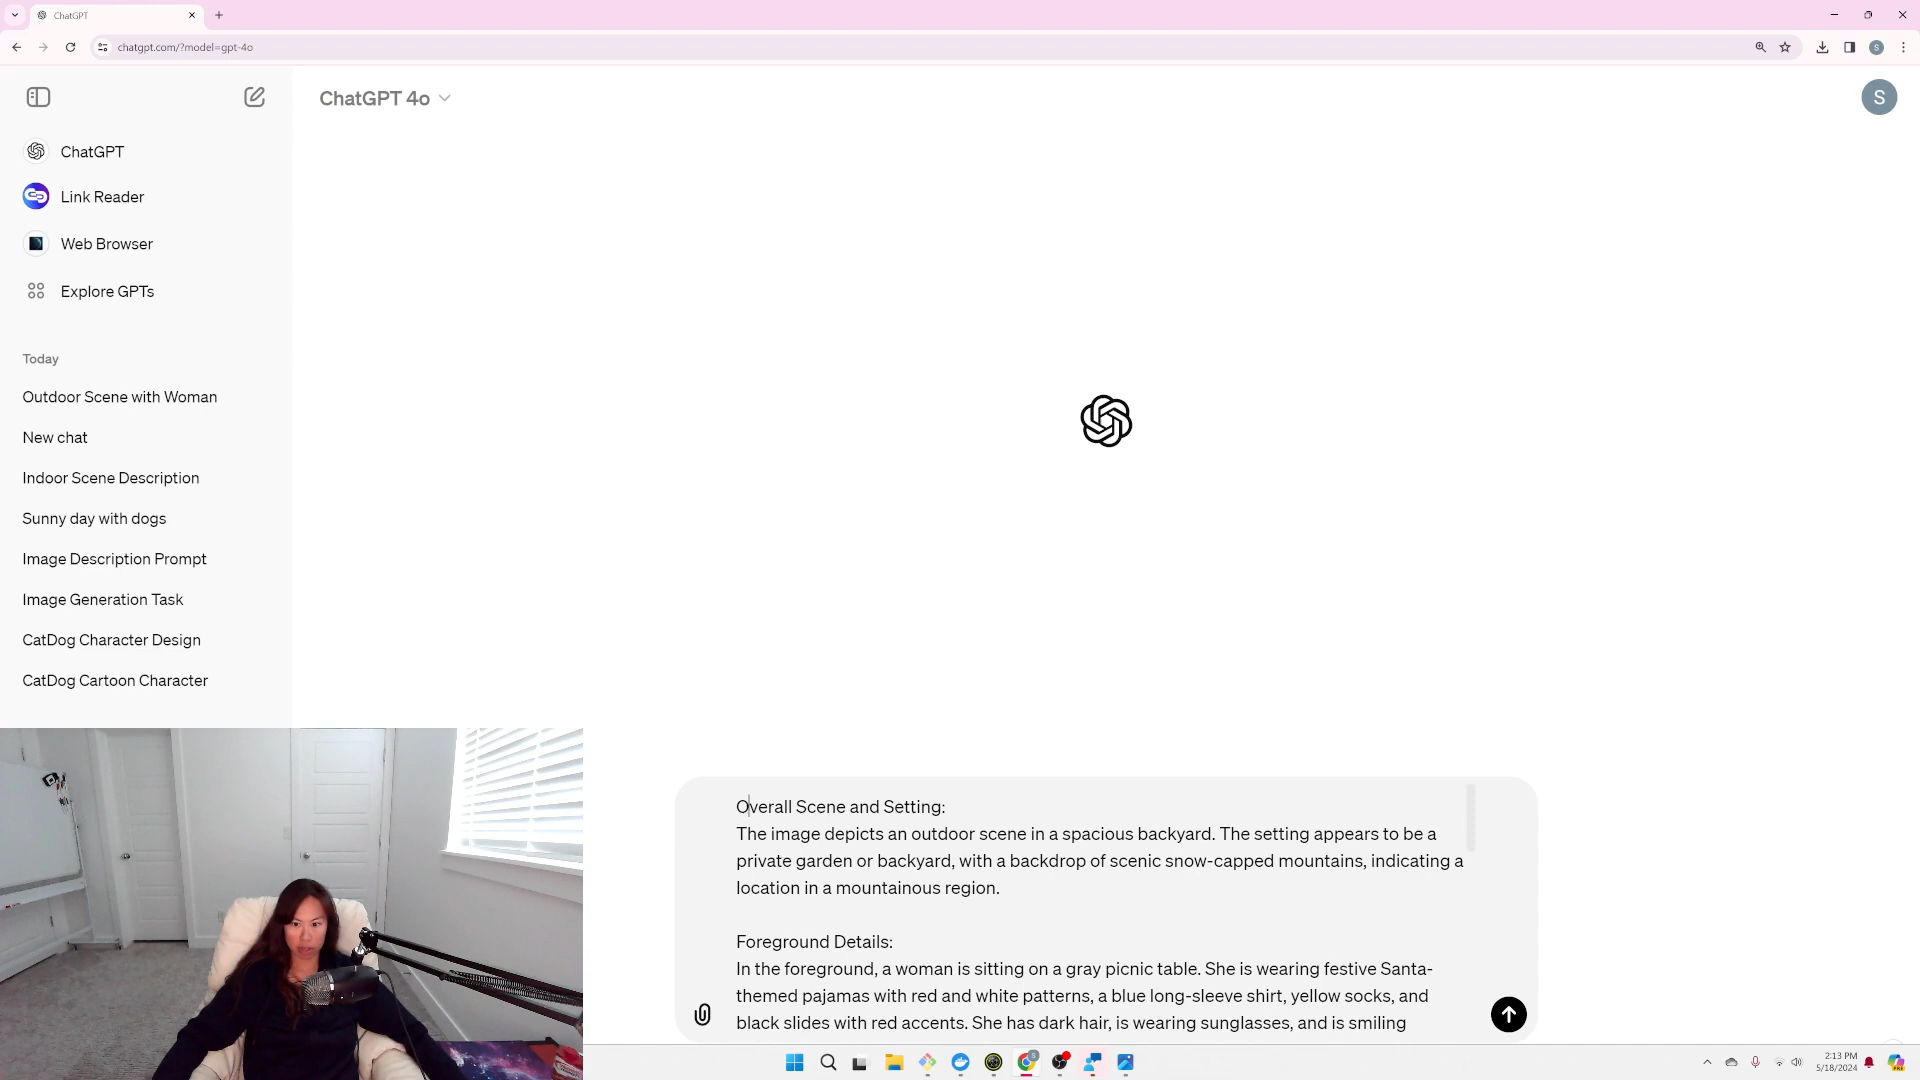 ChatGPT
chatgpt.com/?model=gpt-4o
S
ChatGPT 4o
S
ChatGPT
Link Reader
Web Browser
Explore GPTs
Today
Outdoor Scene with Woman
New chat
Indoor Scene Description
Sunny day with dogs
Image Description Prompt
Image Generation Task
CatDog Character Design
CatDog Cartoon Character
Overall Scene and Setting:
The image depicts an outdoor scene in a spacious backyard. The setting appears to be a
private garden or backyard, with a backdrop of scenic snow-capped mountains, indicating a
location in a mountainous region.
Foreground Details:
In the foreground, a woman is sitting on a gray picnic table. She is wearing festive Santa-
themed pajamas with red and white patterns, a blue long-sleeve shirt, yellow socks, and
black slides with red accents. She has dark hair, is wearing sunglasses, and is smiling
2:13 PM
5/18/2024